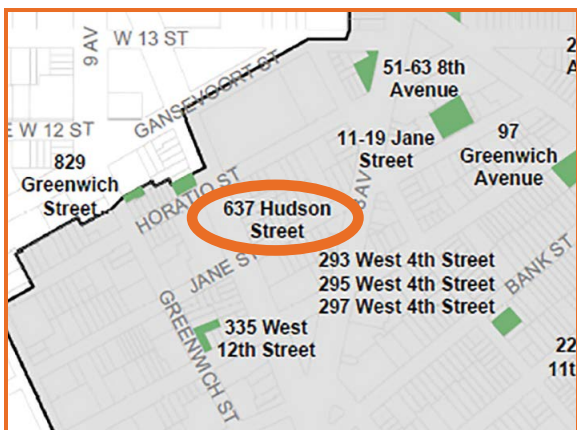 9 AV
W 13 ST
GANSEVOORT ST
51-63 8th
Avenue
2
A
E W 12 ST
829
Greenwich
Street
HORATIO ST
11-19 Jane
Street
97
Greenwich
Avenue
8 AV
637 Hudson
Street
JANE ST
293 West 4th Street
295 West 4th Street
297 West 4th Street
BANK ST
GREENWICH ST
335 West
12th Street
22
11t